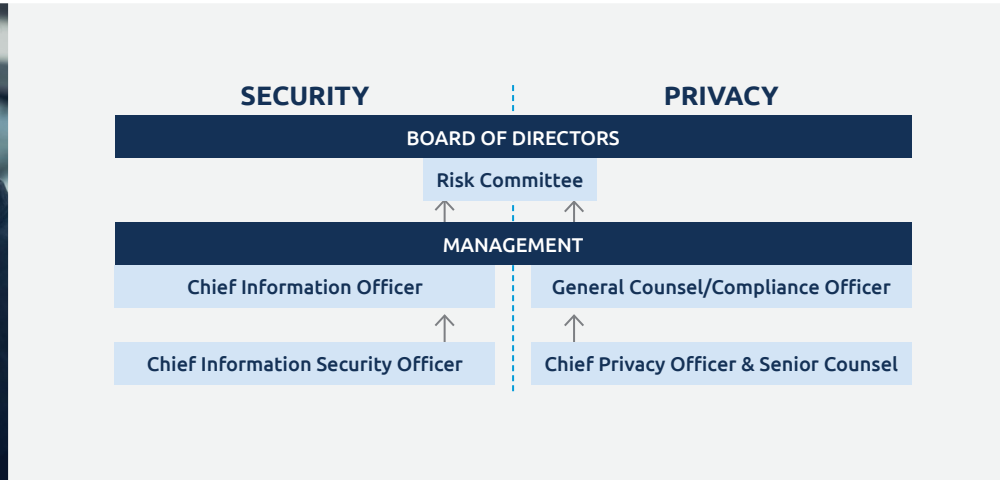 SECURITY
PRIVACY
BOARD OF DIRECTORS
Risk Committee
MANAGEMENT
Chief Information Officer
General Counsel/Compliance Officer
Chief Information Security Officer
Chief Privacy Officer & Senior Counsel